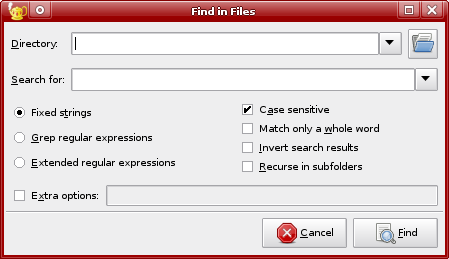 Find in Files
Directory:
Search for:
Fixed strings
Case sensitive
Grep regular expressions
Match only a whole word
Invert search results
Extended regular expressions
Recurse in subfolders
Extra options:
Cancel
Find